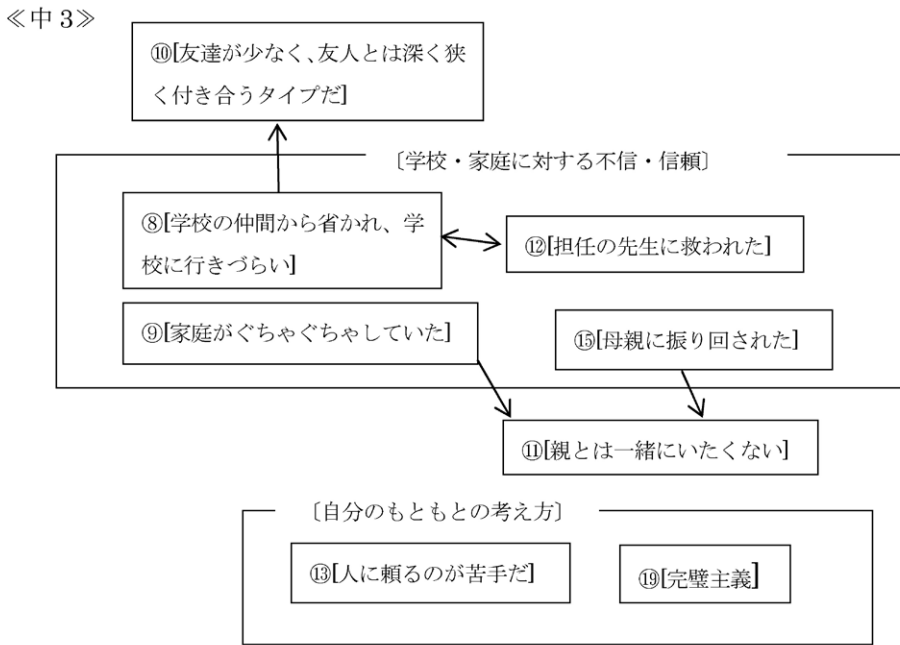 ≪中 3≫
⑩[友達が少なく、友人とは深く狭
く付き合うタイプだ]
〔学校・家庭に対する不信・信頼〕
⑧[学校の仲間から省かれ、学
校に行きづらい]
⑫[担任の先生に救われた]
⑨[家庭がぐちゃぐちゃしていた]
⑮[母親に振り回された]
⑪[親とは一緒にいたくない]
〔自分のもともとの考え方〕
⑬[人に頼るのが苦手だ]
⑲[完璧主義]